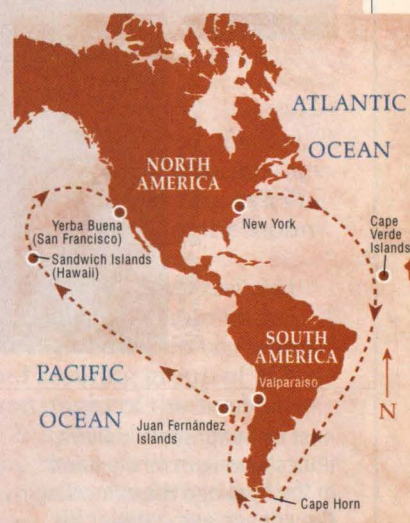 ATLANTIC
OCEAN
NORTH
AMERICA
New York
Cape
Verde
Islands
Yerba Buena
(San Francisco)
Sandwich Islands
(Hawaii)
SOUTH
AMERICA
PACIFIC
OCEAN
Valparaiso
N
Juan Fernández
Islands
Cape Horn